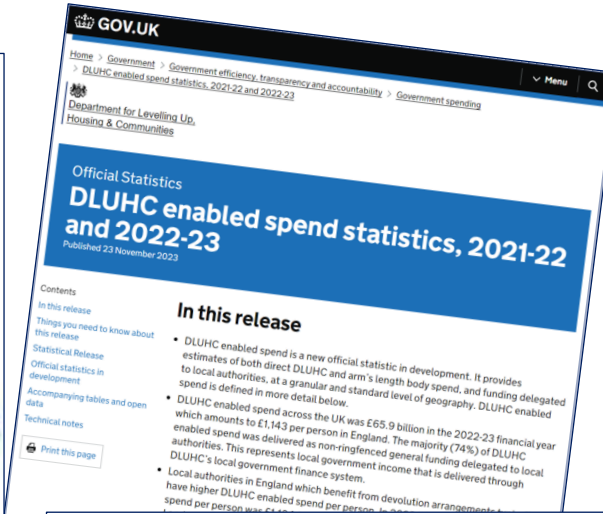 GOV.UK
Menu
Home > Government > Government efficiency, transparency and accountability > Government spending
> DLUHC enabled spend statistics, 2021-22 and 2022-23
Department for Levelling Up,
Housing & Communities
Official Statistics
DLUHC enabled spend statistics, 2021-22
and 2022-23
Published 23 November 2023
Contents
In this release
Things you need to know about
this release
Statistical Release
Official statistics in
development
Accompanying tables and open
data
Technical notes
Print this page
In this release
• DLUHC enabled spend is a new official statistic in development. It provides
estimates of both direct DLUHC and arm's length body spend, and funding delegated
to local authorities, at a granular and standard level of geography. DLUHC enabled
spend is defined in more detail below.
• DLUHC enabled spend across the UK was £65.9 billion in the 2022-23 financial year
which amounts to £1,143 per person in England. The majority (74%) of DLUHC
enabled spend was delivered as non-ringfenced general funding delegated to local
authorities. This represents local government income that is delivered through
DLUHC's local government finance system.
• Local authorities in England which benefit from devolution arrangements
have higher DLUHC enabled spend per person. In
spend per person was